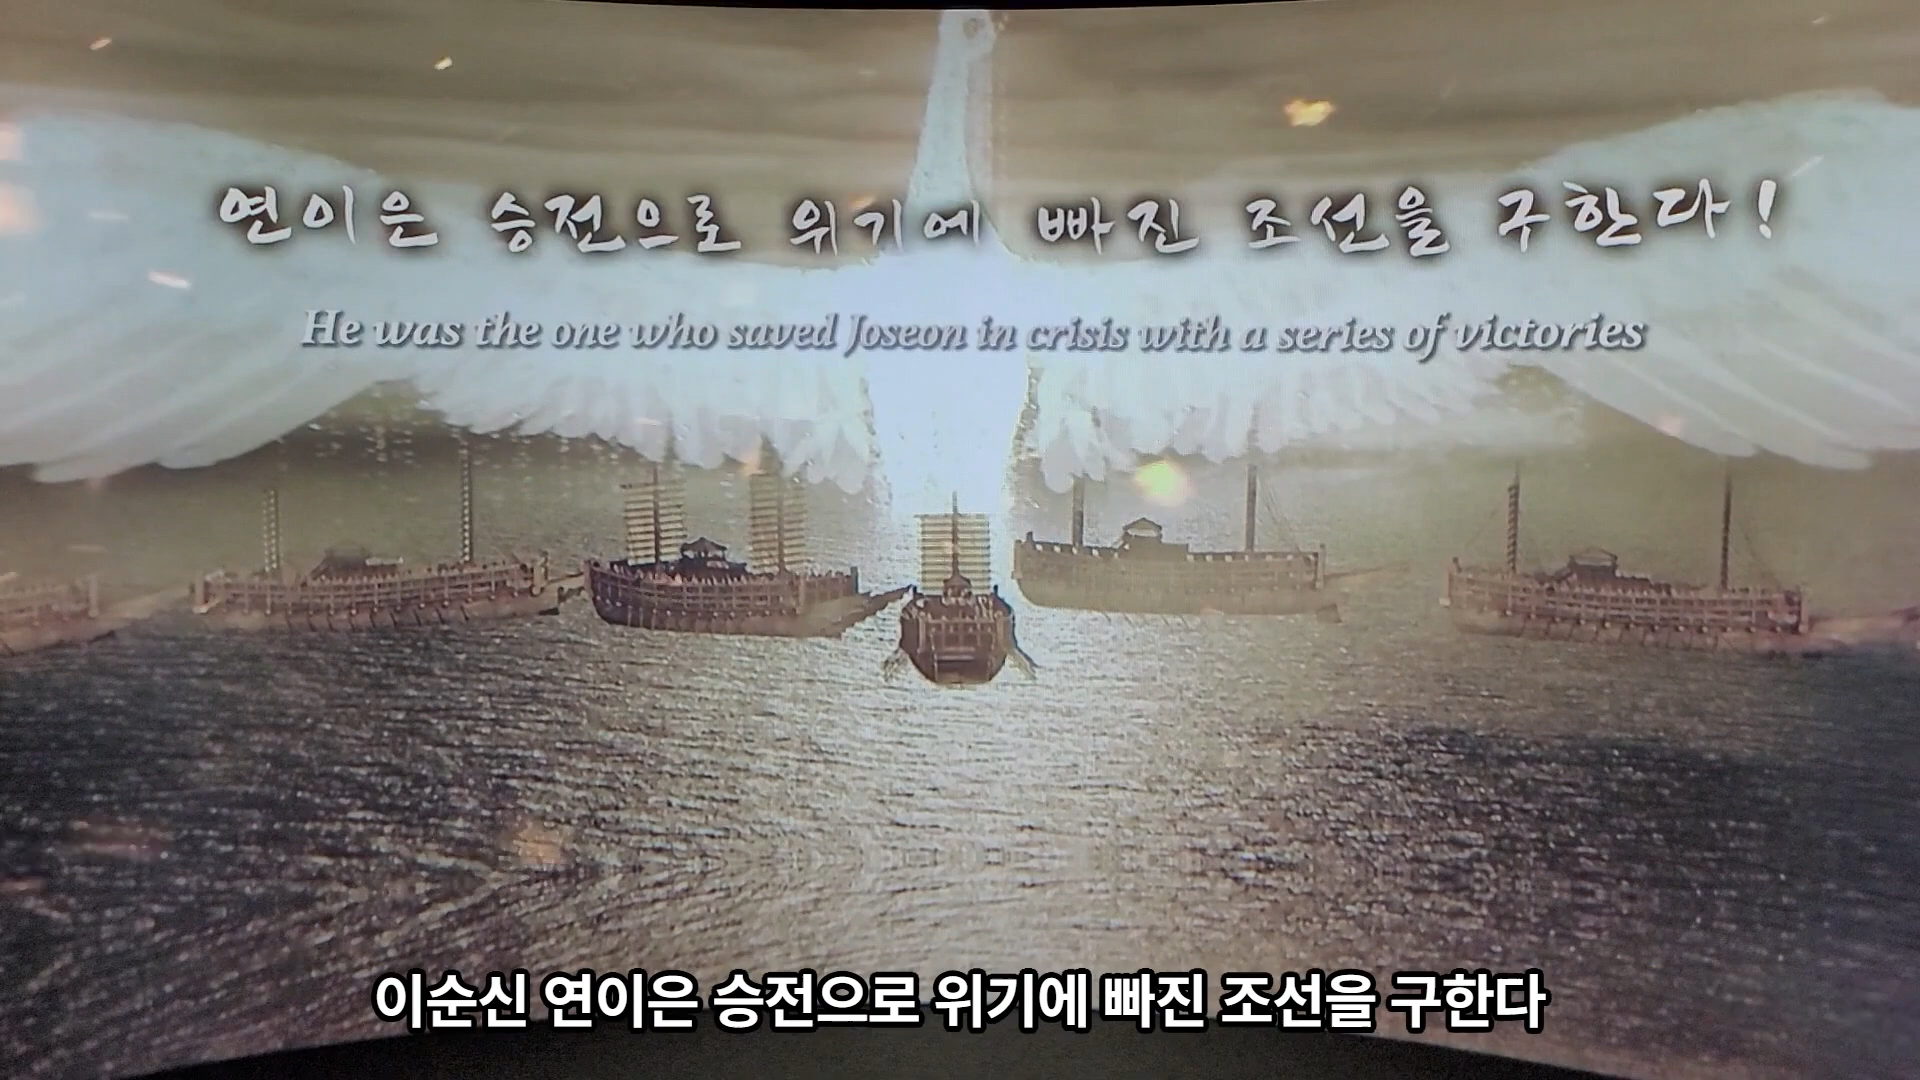 연이은 승전으로 위기에 빠진 조선을 구한다!
He was the one who saved Joseon in crisis with a series of victories
이순신 연이은 승전으로 위기에 빠진 조선을 구한다